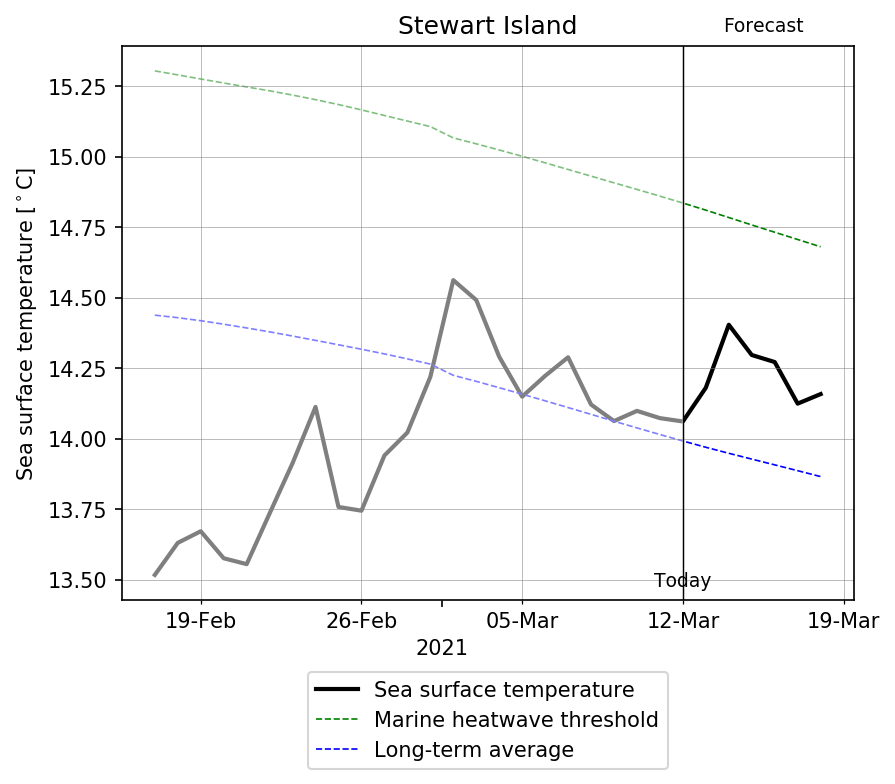 Stewart Island
Forecast
Sea surface temperature [°C]
15.25
15.00
14.75
14.50
14.25
14.00
13.75
13.50
Today
19-Feb 26-Feb 05-Mar 12-Mar 19-Mar
2021
Sea surface temperature
Marine heatwave threshold
Long-term average